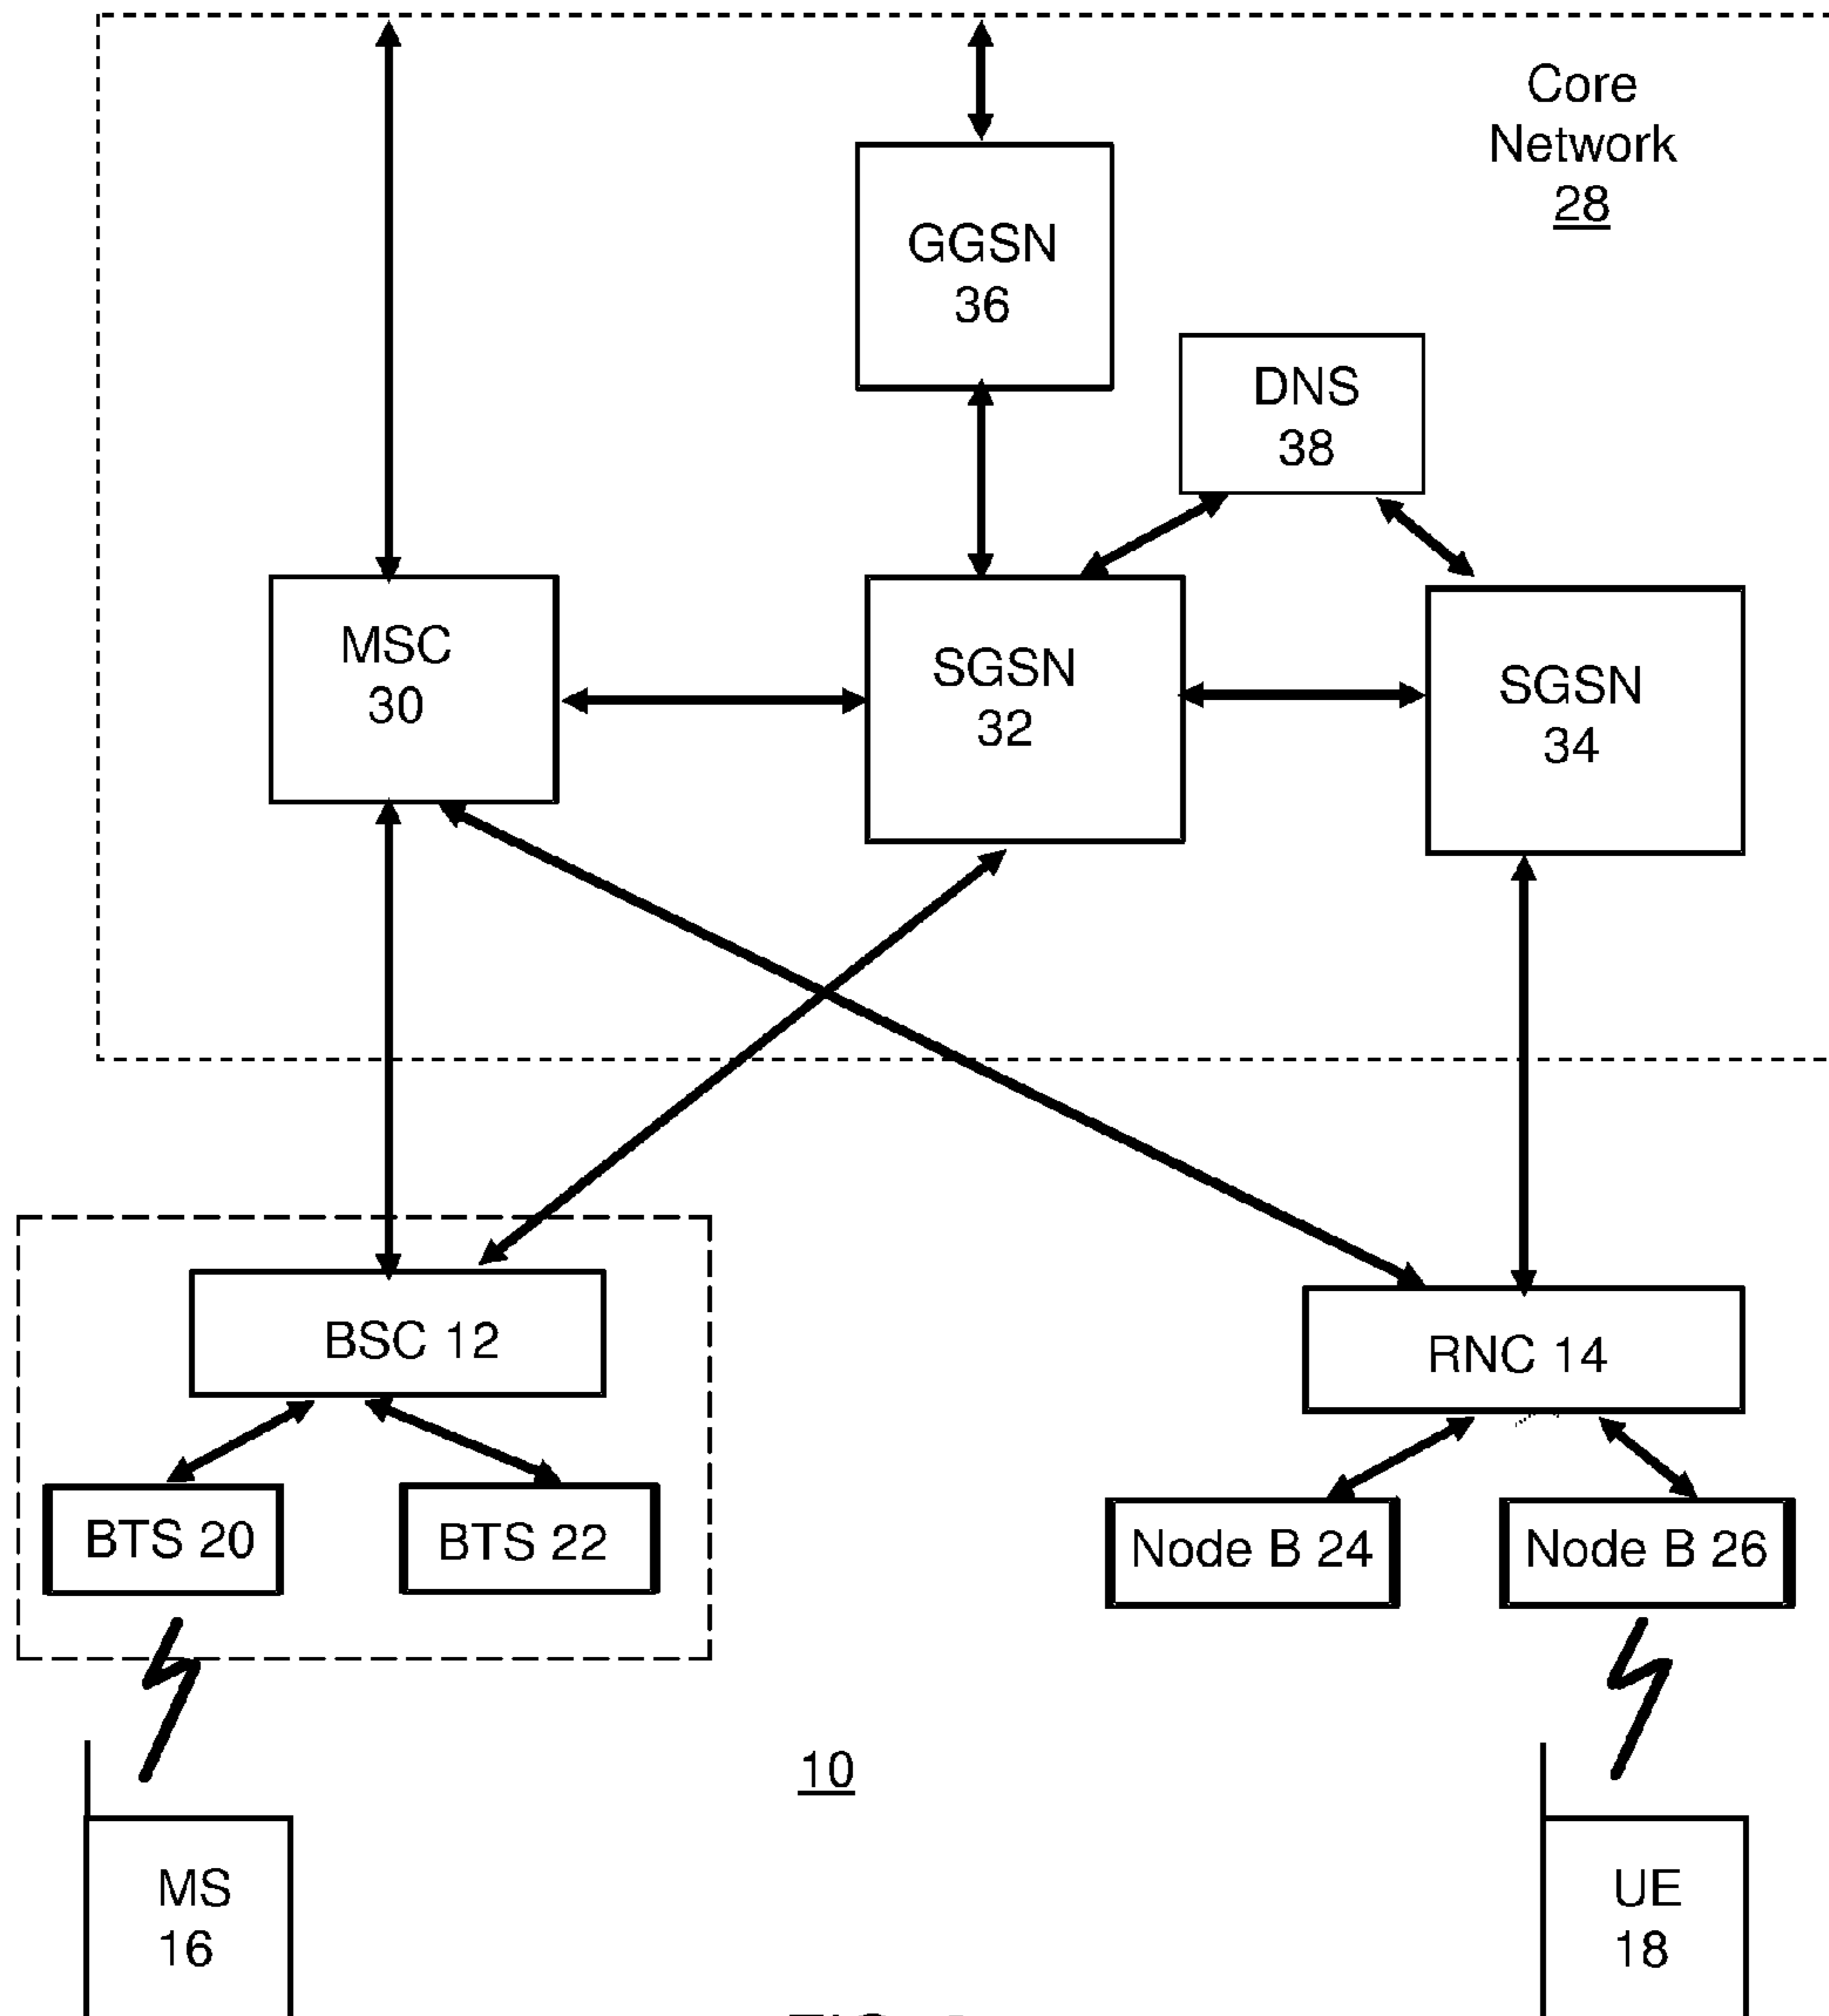 Core
Network
28
GGSN
36
DNS
38
MSC
30
SGSN
32
SGSN
34
BSC 12
RNC 14
BTS 20
BTS 22
Node B 24
Node B 26
10
MS
16
UE
18